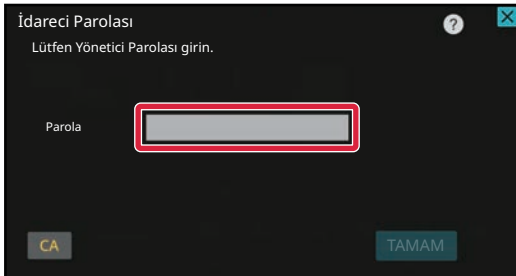 İdareci Parolası
?
Lütfen Yönetici Parolası girin.
Parola
CA
TAMAM